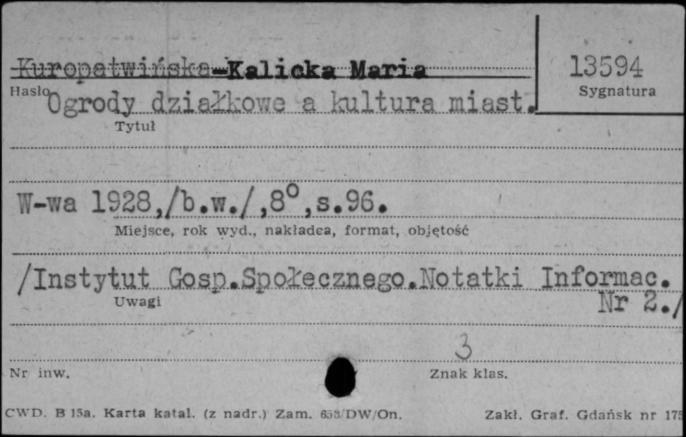 Kuropatwińska-Kalicka Maria
13594
Hasło
Sygnatura
Ogrody działkowe a kultura miast.
Tytuł
W-wa 1928,/b.w./,8°,s.96.
Miejsce, rok wyd., nakładca, format, objętość
/Instytut Gosp.Społecznego.Notatki Informac.
Uwagi
Nr 2./
3
Nr inw.
Znak klas.
CWD. B 15a. Karta katal. (z nadr.) Zam. DW/On.
Zakł. Graf. Gdańsk nr 175